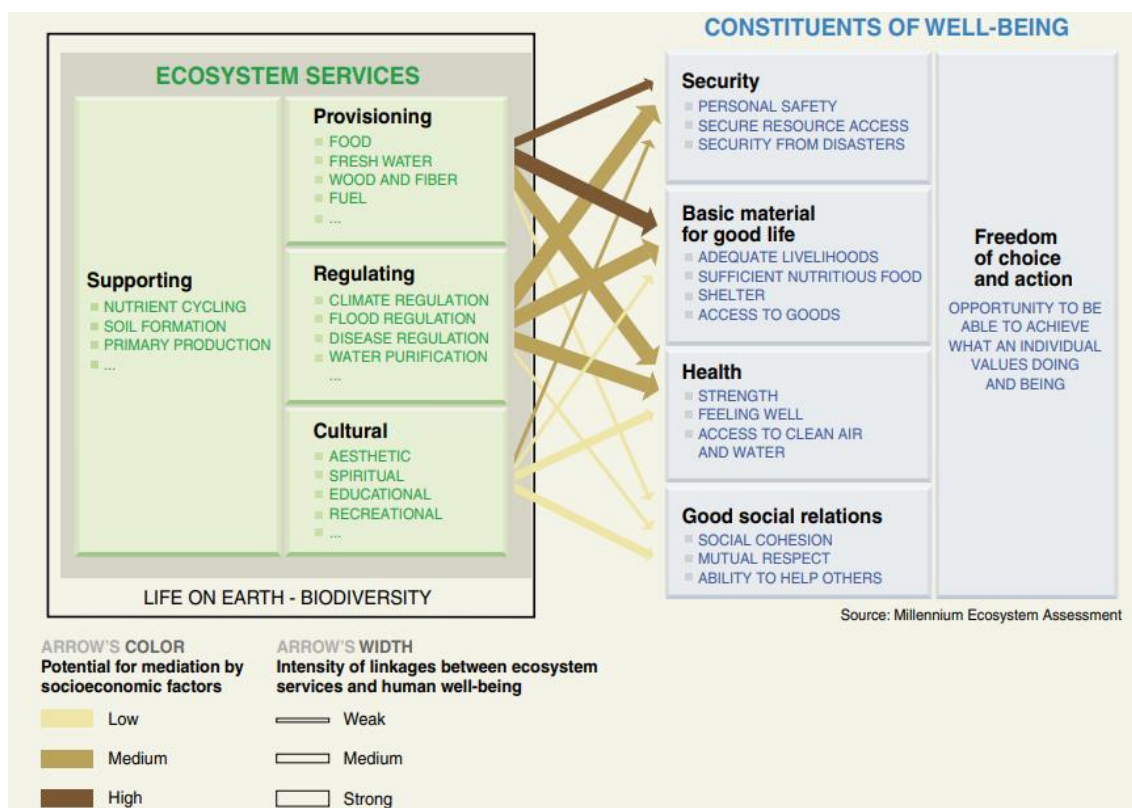 CONSTITUENTS OF WELL-BEING
ECOSYSTEM SERVICES
Supporting
NUTRIENT CYCLING
SOIL FORMATION
PRIMARY PRODUCTION
...
Provisioning
FOOD
FRESH WATER
WOOD AND FIBER
FUEL
...
Regulating
CLIMATE REGULATION
FLOOD REGULATION
DISEASE REGULATION
WATER PURIFICATION
...
Cultural
AESTHETIC
SPIRITUAL
EDUCATIONAL
RECREATIONAL
...
LIFE ON EARTH - BIODIVERSITY
Security
PERSONAL SAFETY
SECURE RESOURCE ACCESS
SECURITY FROM DISASTERS
Basic material
for good life
ADEQUATE LIVELIHOODS
SUFFICIENT NUTRITIOUS FOOD
SHELTER
ACCESS TO GOODS
Health
STRENGTH
FEELING WELL
ACCESS TO CLEAN AIR
AND WATER
Good social relations
SOCIAL COHESION
MUTUAL RESPECT
ABILITY TO HELP OTHERS
Freedom
of choice
and action
OPPORTUNITY TO BE
ABLE TO ACHIEVE
WHAT AN INDIVIDUAL
VALUES DOING
AND BEING
Source: Millennium Ecosystem Assessment
ARROW'S COLOR
Potential for mediation by
socioeconomic factors
Low
Medium
High
ARROW'S WIDTH
Intensity of linkages between ecosystem
services and human well-being
Weak
Medium
Strong